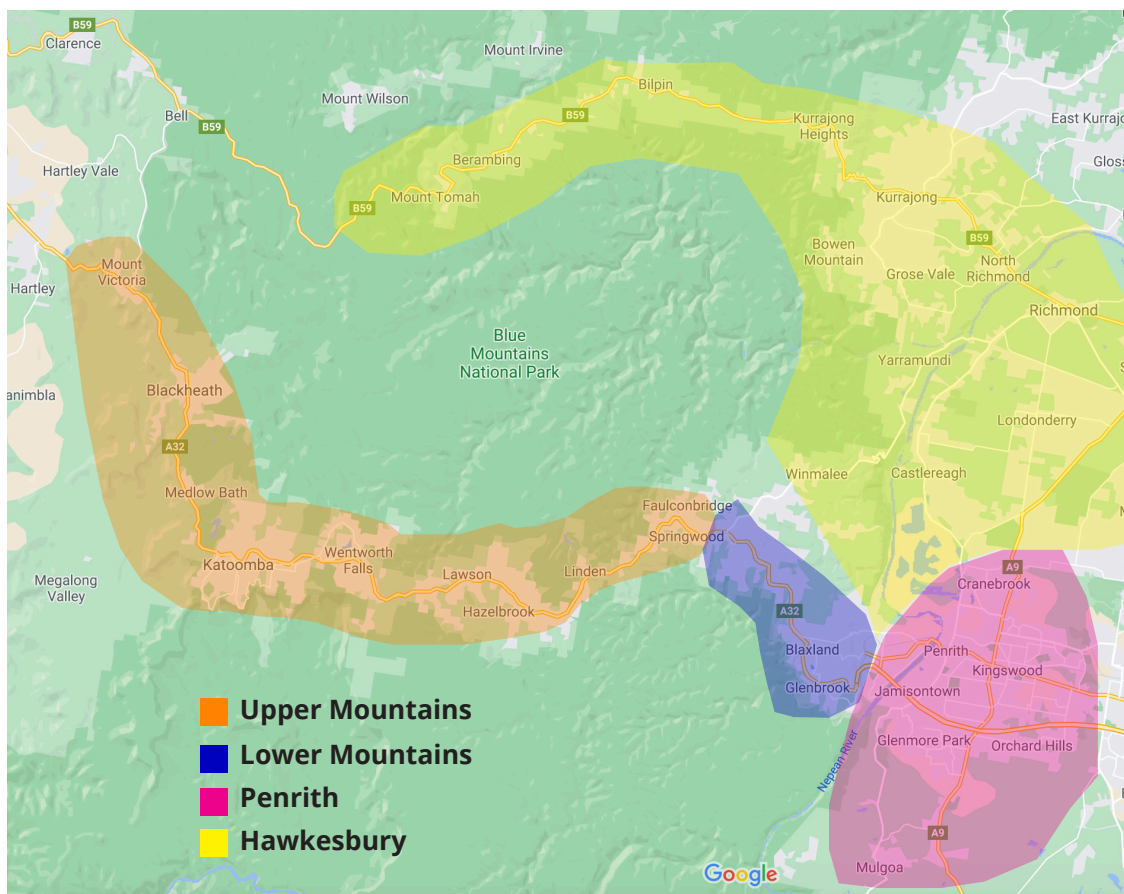 B59
Clarence
Mount Irvine
Bilpin
Mount Wilson
Bell
B59
B59
Kurrajong
Heights
East Kurrajo
Berambing
Gloss
Hartley Vale
Mount Tomah
B59
Kurrajong
B59
Bowen
Mountain
Grose Vale
North
Richmond
Mount
Victoria
Hartley
Richmond
Blue
Mountains
National Park
Yarramundi
animbla
Blackheath
Londonderry
A32
Winmalee
Castlereagh
Medlow Bath
Faulconbridge
Springwood
Wentworth
Falls
Katoomba
Lawson
Linden
A9
Cranebrook
Megalong
Valley
Hazelbrook
A32
Blaxland
Penrith
Kingswood
Glenbrook
Jamisontown
Glenmore Park
Orchard Hills
Nepean River
Upper Mountains
Lower Mountains
Penrith
Hawkesbury
A9
Mulgoa
Google